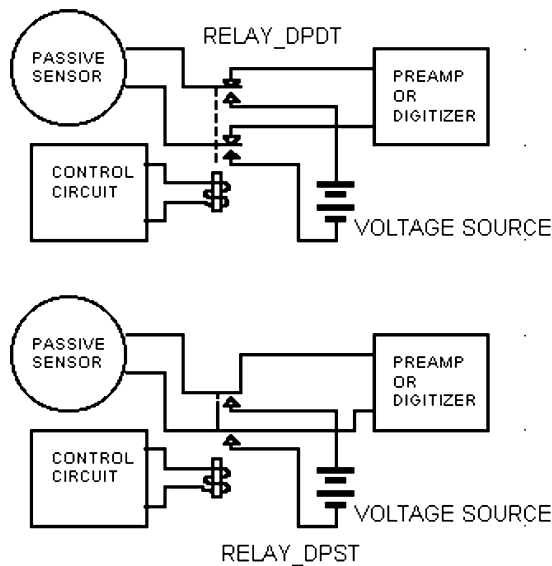 RELAY_DPDT
PASSIVE
SENSOR
PREAMP
OR
DIGITIZER
CONTROL
CIRCUIT
VOLTAGE SOURCE
PASSIVE
SENSOR
PREAMP
OR
DIGITIZER
CONTROL
CIRCUIT
VOLTAGE SOURCE
RELAY_DPST